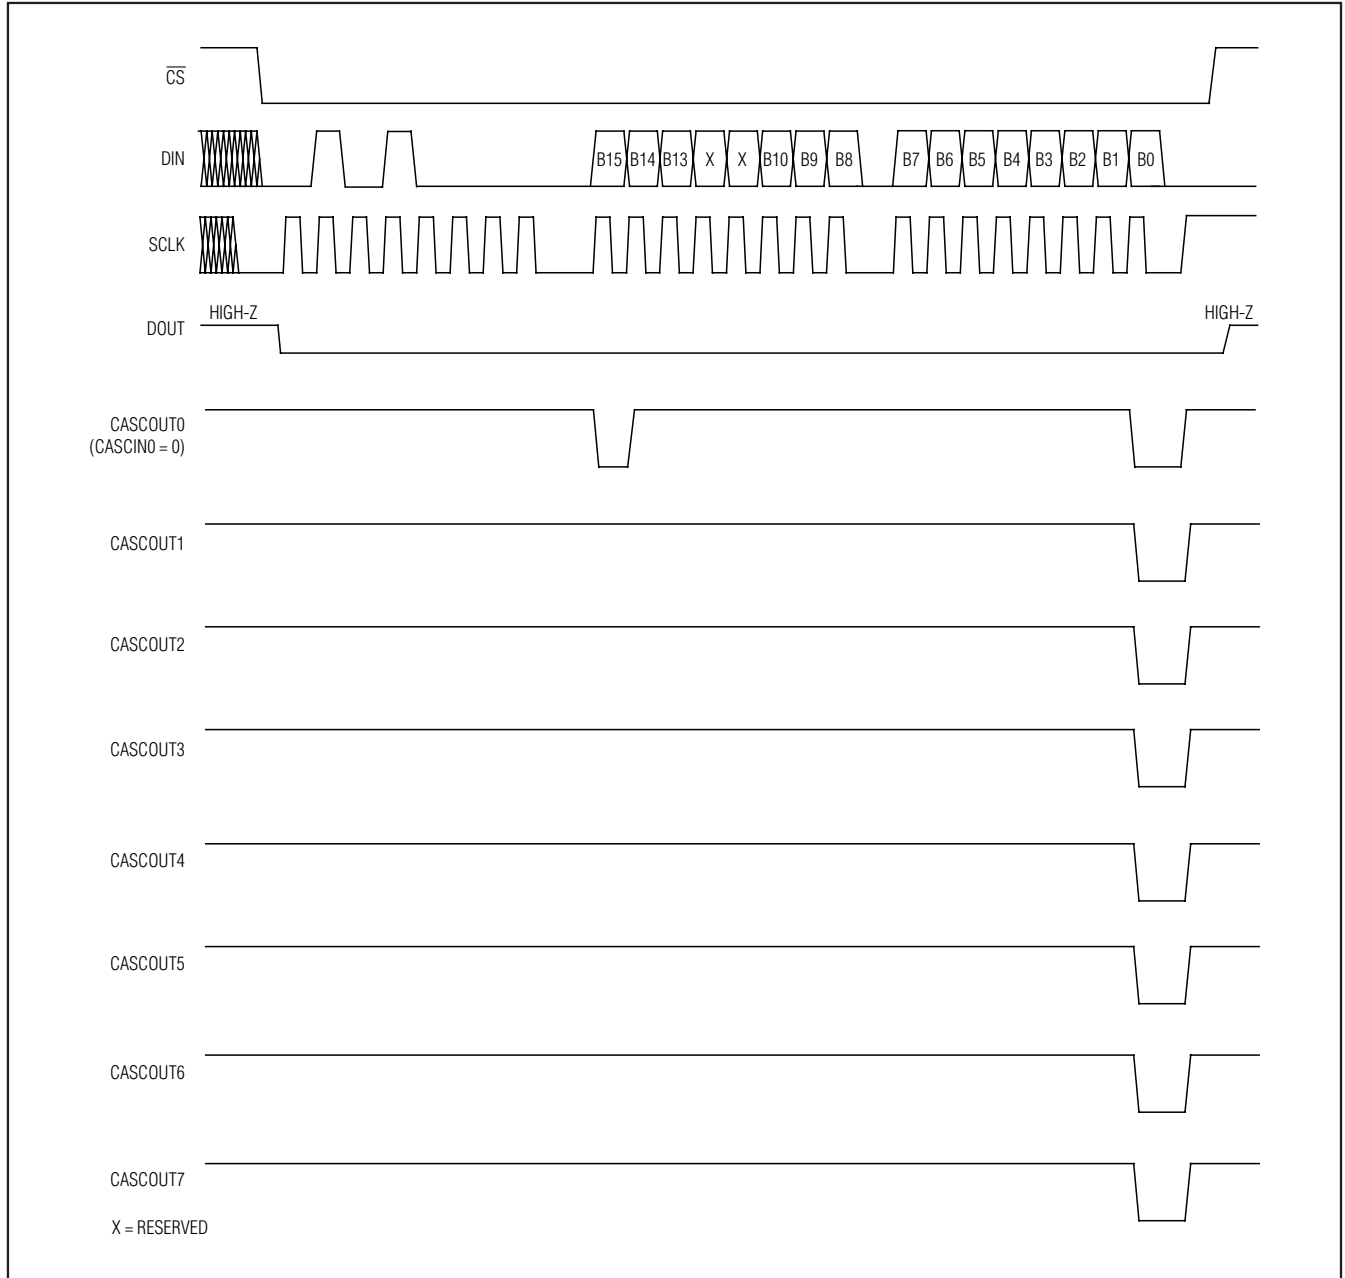 CS
DIN
B15 B14 B13 X X B10 B9 B8 B7 B6 B5 B4 B3 B2 B1 B0
SCLK
HIGH-Z
HIGH-Z
DOUT
CASCOUT0
(CASCIN0 = 0)
CASCOUT1
CASCOUT2
CASCOUT3
CASCOUT4
CASCOUT5
CASCOUT6
CASCOUT7
X = RESERVED